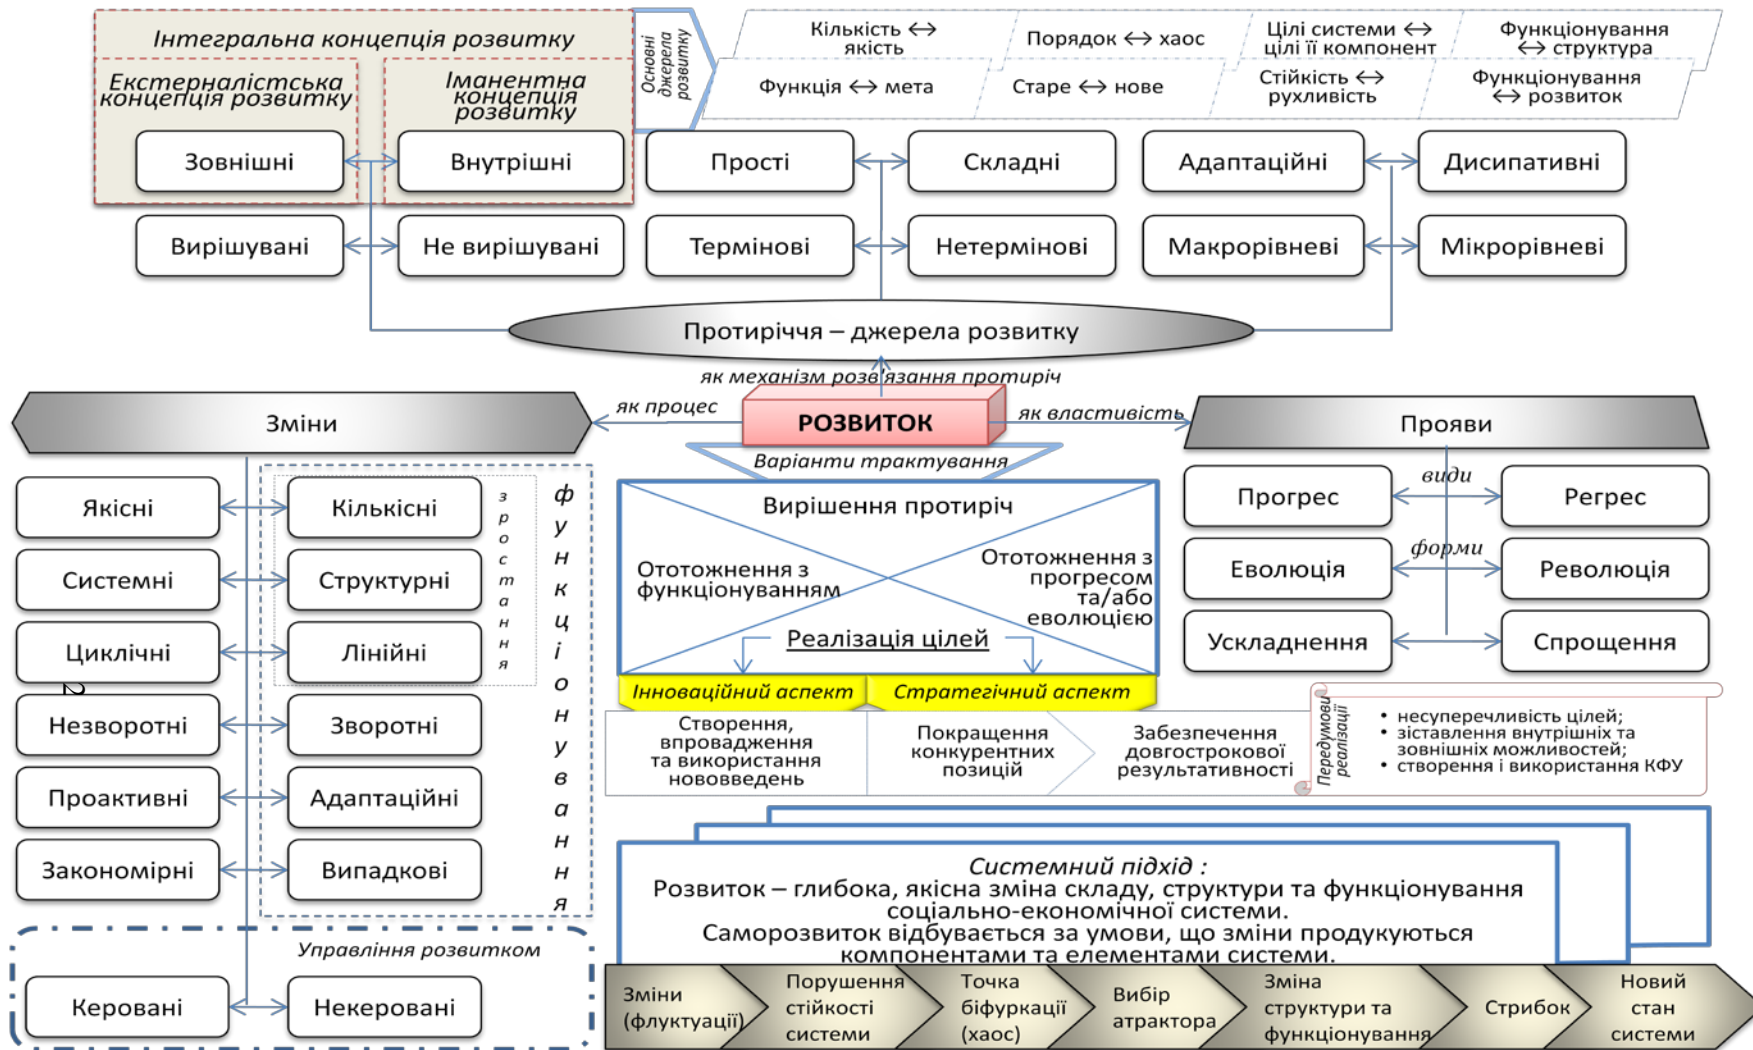 Інтегральна концепція розвитку
Екстерналістська
концепція розвитку
Іманентна
концепція
розвитку
Основні
джерела
розвитку
Кількість ↔
якість
Порядок ↔ хаос
Цілі системи ↔
цілі її компонент
Функціонування
↔ структура
Функція ↔ мета
Старе ↔ нове
Стійкість ↔
рухливість
Функціонування
↔ розвиток
Зовнішні
Внутрішні
Прості
Складні
Адаптаційні
Дисипативні
Вирішувані
Не вирішувані
Термінові
Нетермінові
Макрорівневі
Мікрорівневі
Протиріччя – джерела розвитку
як механізм розв'язання протиріч
як процес
РОЗВИТОК
як властивість
Зміни
Прояви
Варіанти трактування
Якісні
Кількісні
Системні
Структурні
Циклічні
Лінійні
зростання
функціонування
2
Незворотні
Зворотні
Проактивні
Адаптаційні
Закономірні
Випадкові
Управління розвитком
Керовані
Некеровані
Вирішення протиріч
Ототожнення з
функціонуванням
Ототожнення з
прогресом
та/або
еволюцією
Реалізація цілей
Інноваційний аспект
Стратегічний аспект
Створення,
впровадження
та використання
нововведень
Покращення
конкурентних
позицій
Забезпечення
довгострокової
результативності
види
Прогрес
Регрес
форми
Еволюція
Революція
Ускладнення
Спрощення
Передумови
реалізації
• несуперечливість цілей;
• зіставлення внутрішніх та
зовнішніх можливостей;
• створення і використання КФУ
Системний підхід :
Розвиток – глибока, якісна зміна складу, структури та функціонування
соціально-економічної системи.
Саморозвиток відбувається за умови, що зміни продукуються
компонентами та елементами системи.
Зміни
(флуктуації)
Порушення
стійкості
системи
Точка
біфуркації
(хаос)
Вибір
атрактора
Зміна
структури та
функціонування
Стрибок
Новий
стан
системи